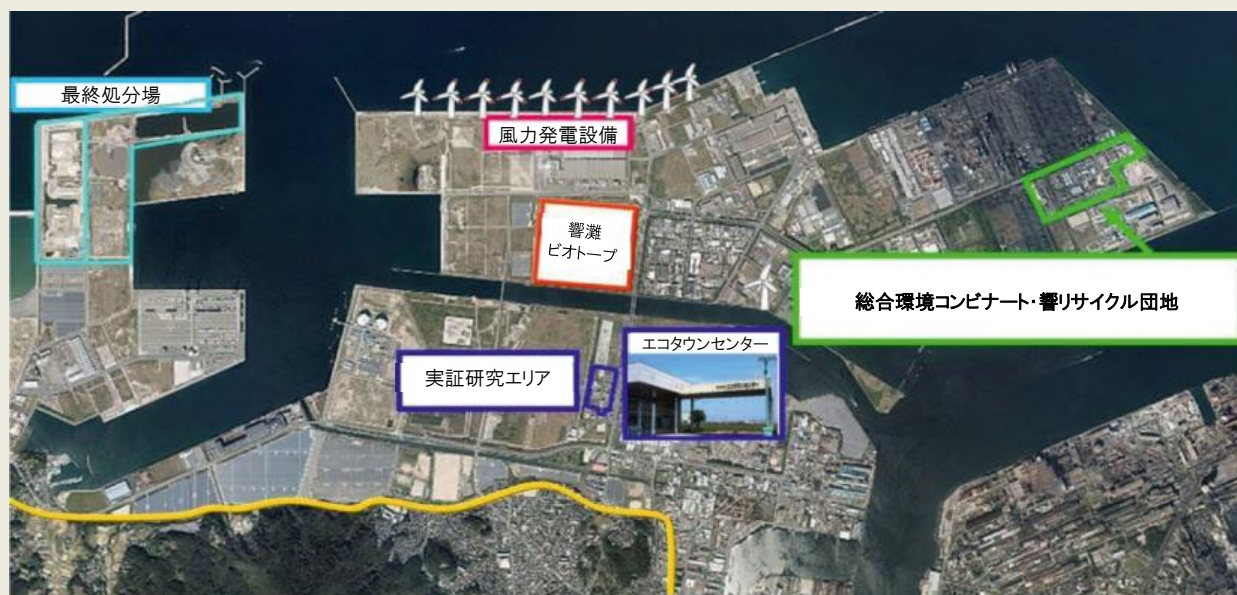 最終処分場
風力発電設備
響灘
ビオトープ
総合環境コンビナート・響リサイクル団地
エコタウンセンター
実証研究エリア